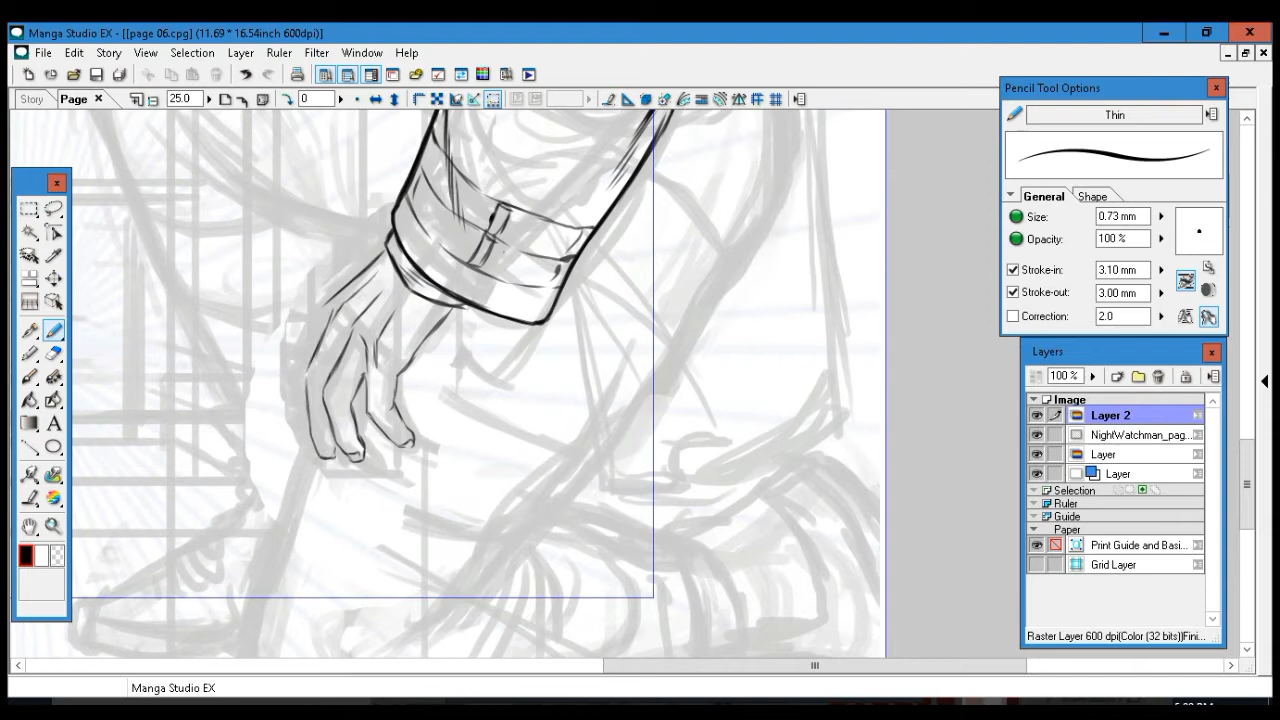 Manga Studio EX - [[page 06.cpg] (11.69 * 16.54inch 600dpi)]
File Edit Story View Selection Layer Ruler Filter Window Help
Story Page 25.0 0
Pencil Tool Options
Thin
General Shape
Size: 0.73 mm
Opacity: 100 %
Stroke-in: 3.10 mm
Stroke-out: 3.00 mm
Correction: 2.0
Layers
100 %
Image
Layer 2
NightWatchman_pag...
Layer
Layer
Selection
Ruler
Guide
Paper
Print Guide and Basi...
Grid Layer
Raster Layer 600 dpi(Color (32 bits))Fini...
Manga Studio EX